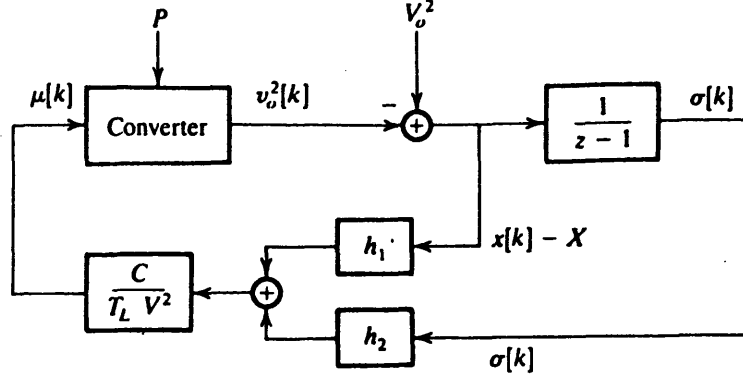 P
V_o^2
μ[k]
Converter
v_o^2[k]
−
+
1
z − 1
σ[k]
h_1
x[k] − X
C
T_L V^2
+
h_2
σ[k]